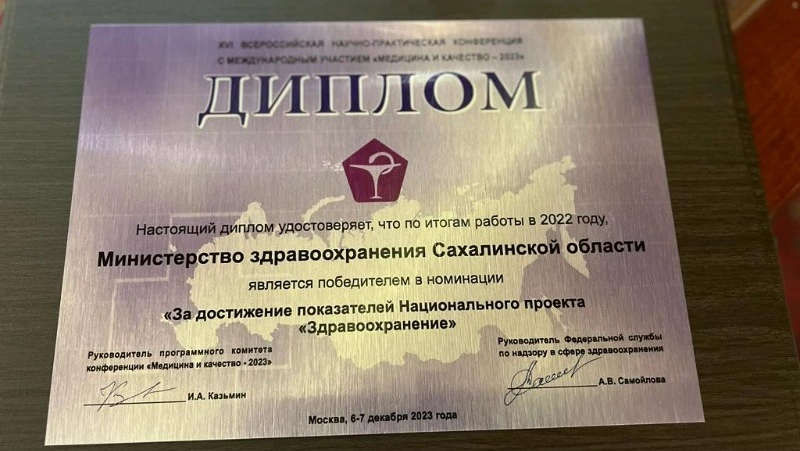 XVI ВСЕРОССИЙСКАЯ НАУЧНО-ПРАКТИЧЕСКАЯ КОНФЕРЕНЦИЯ
С МЕЖДУНАРОДНЫМ УЧАСТИЕМ «МЕДИЦИНА И КАЧЕСТВО – 2023»
ДИПЛОМ
Настоящий диплом удостоверяет, что по итогам работы в 2022 году,
Министерство здравоохранения Сахалинской области
является победителем в номинации
«За достижение показателей Национального проекта
«Здравоохранение»
Руководитель программного комитета
конференции «Медицина и качество - 2023»
И.А. Казьмин
Руководитель Федеральной службы
по надзору в сфере здравоохранения
А.В. Самойлова
Москва, 6-7 декабря 2023 года